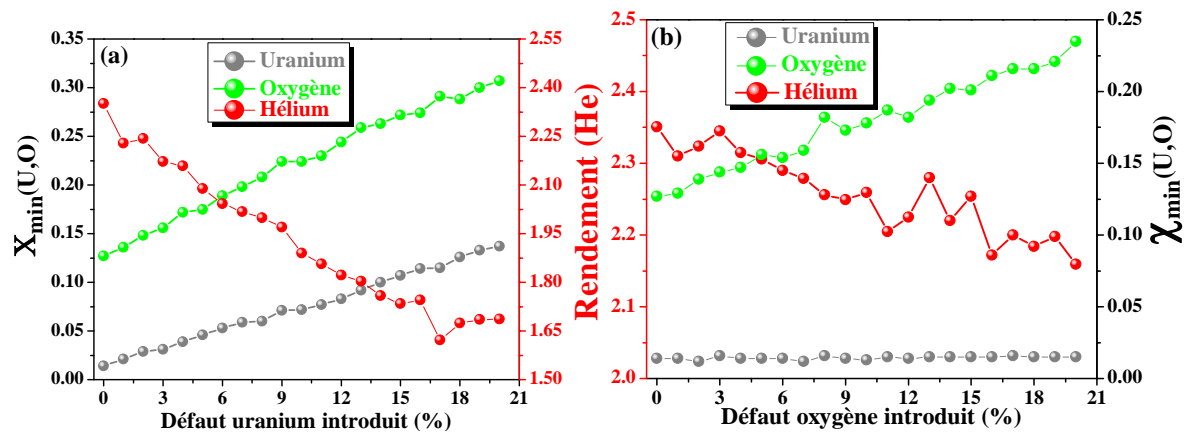 (a)
Uranium
Oxygène
Hélium
X min (U,O)
0.35
0.30
0.25
0.20
0.15
0.10
0.05
0.00
2.55
2.40
2.25
2.10
1.95
1.80
1.65
1.50
0 3 6 9 12 15 18 21
Défaut uranium introduit (%)
Rendement (He)
(b)
Uranium
Oxygène
Hélium
2.5
2.4
2.3
2.2
2.1
2.0
0.25
0.20
0.15
0.10
0.05
0.00
χmin(U,O)
0 3 6 9 12 15 18 21
Défaut oxygène introduit (%)